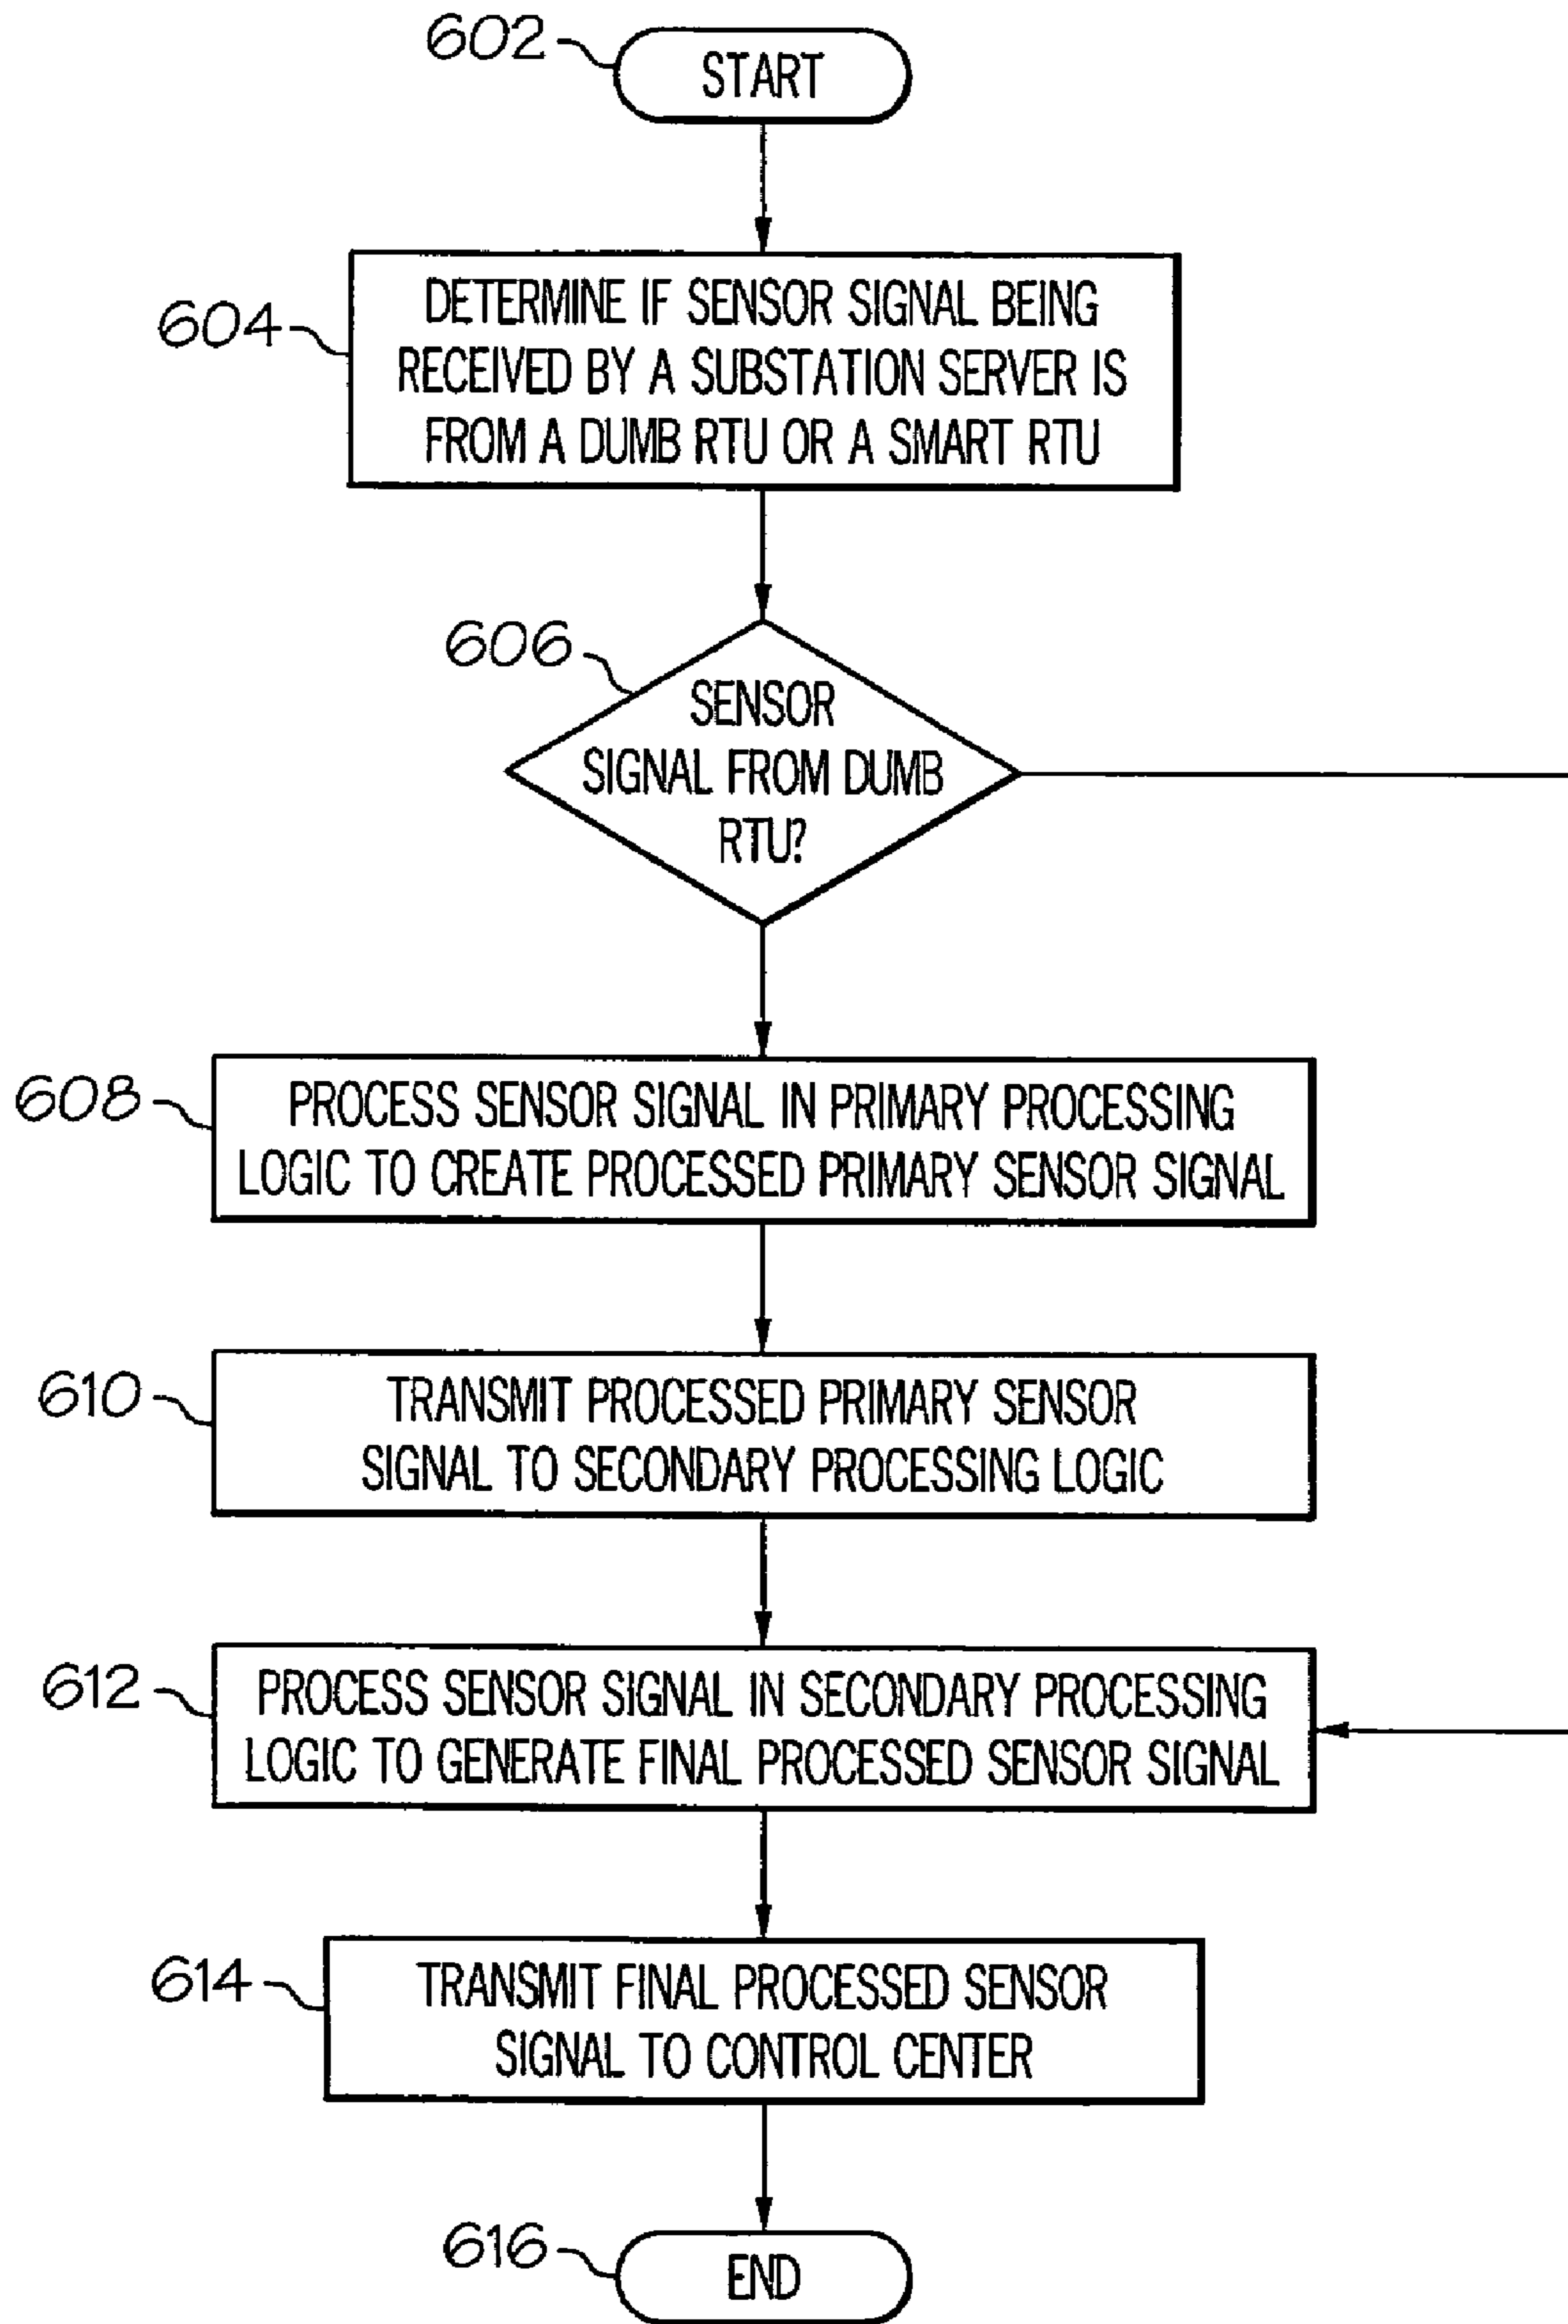 602
START
604
DETERMINE IF SENSOR SIGNAL BEING
RECEIVED BY A SUBSTATION SERVER IS
FROM A DUMB RTU OR A SMART RTU
606
SENSOR
SIGNAL FROM DUMB
RTU?
608
PROCESS SENSOR SIGNAL IN PRIMARY PROCESSING
LOGIC TO CREATE PROCESSED PRIMARY SENSOR SIGNAL
610
TRANSMIT PROCESSED PRIMARY SENSOR
SIGNAL TO SECONDARY PROCESSING LOGIC
612
PROCESS SENSOR SIGNAL IN SECONDARY PROCESSING
LOGIC TO GENERATE FINAL PROCESSED SENSOR SIGNAL
614
TRANSMIT FINAL PROCESSED SENSOR
SIGNAL TO CONTROL CENTER
616
END